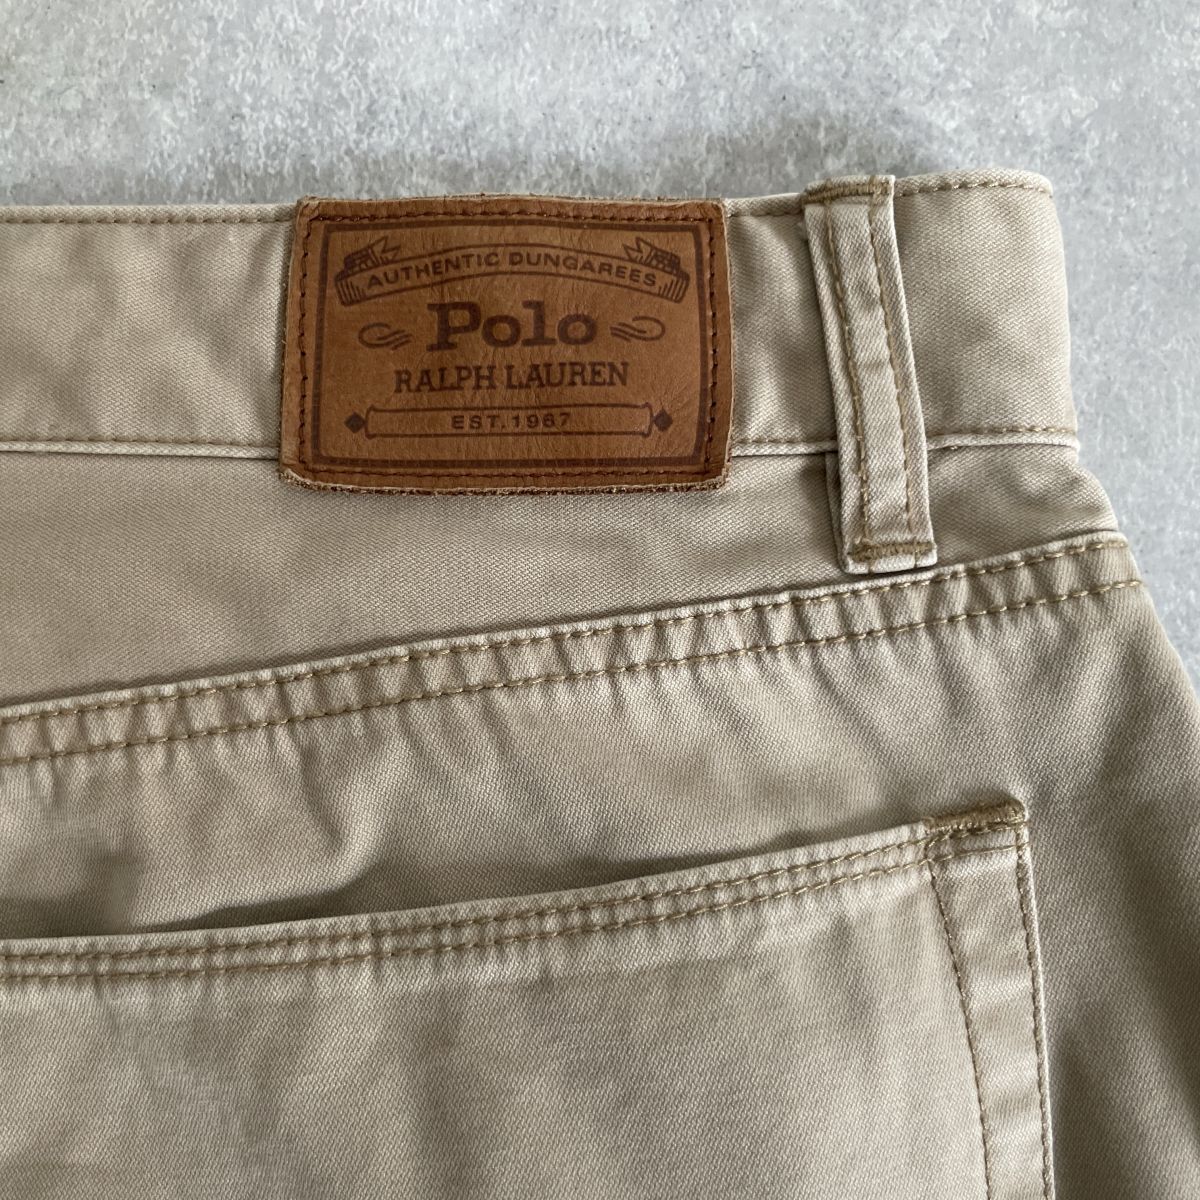 AUTHENTIC DUNGAREES
Polo
RALPH LAUREN
EST. 1967